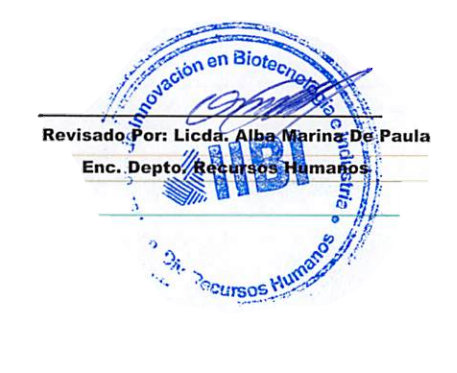 Innovación en Biotecnología e Industria
Revisado Por: Licda. Alba Marina De Paula
Enc. Depto. Recursos Humanos
IIBI
Div. Recursos Humanos